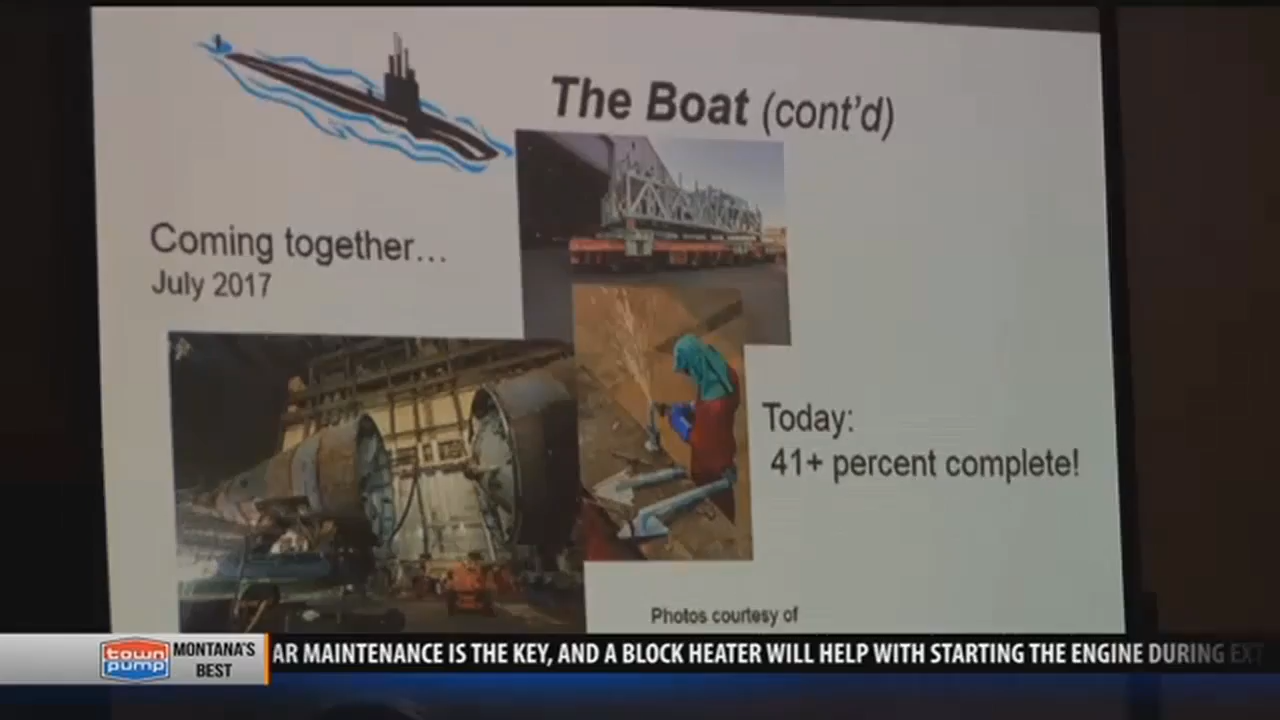 The Boat (cont'd)
Coming together...
July 2017
Today:
41+ percent complete!
Photos courtesy of
town
pump
MONTANA'S
BEST
AR MAINTENANCE IS THE KEY, AND A BLOCK HEATER WILL HELP WITH STARTING THE ENGINE DURING EXT